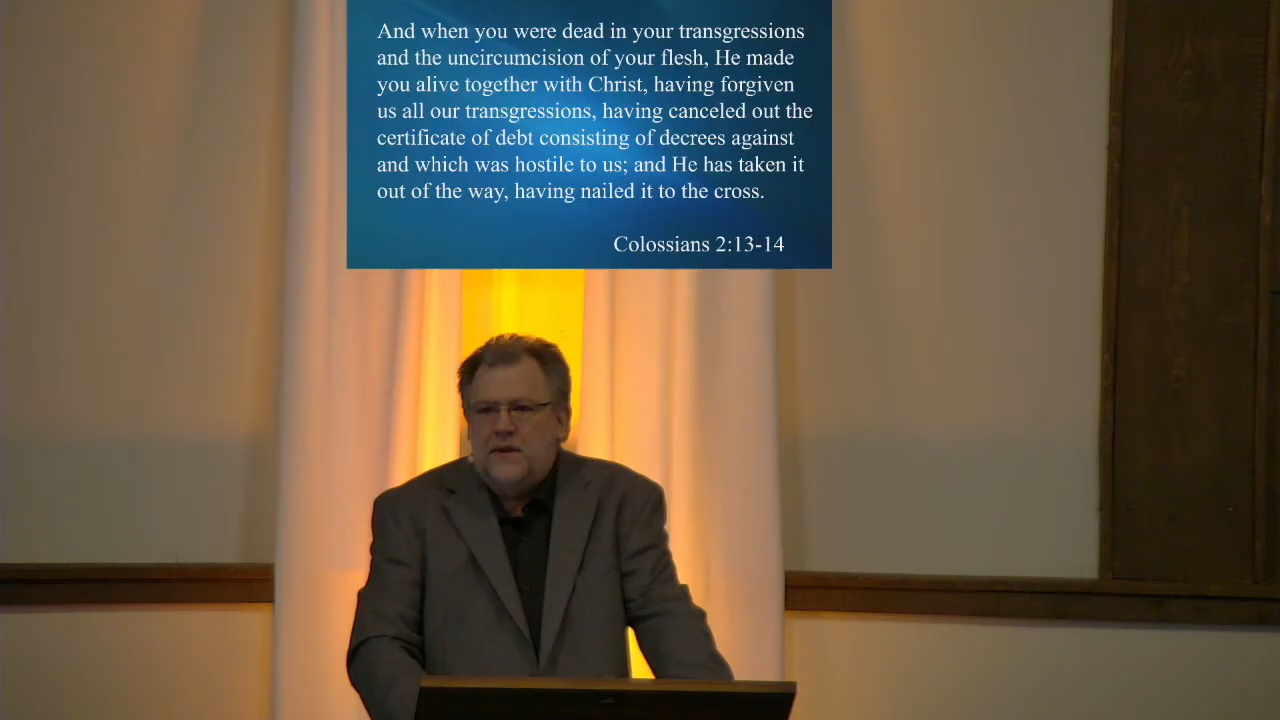 And when you were dead in your transgressions
and the uncircumcision of your flesh, He made
you alive together with Christ, having forgiven
us all our transgressions, having canceled out the
certificate of debt consisting of decrees against
and which was hostile to us; and He has taken it
out of the way, having nailed it to the cross.
Colossians 2:13-14